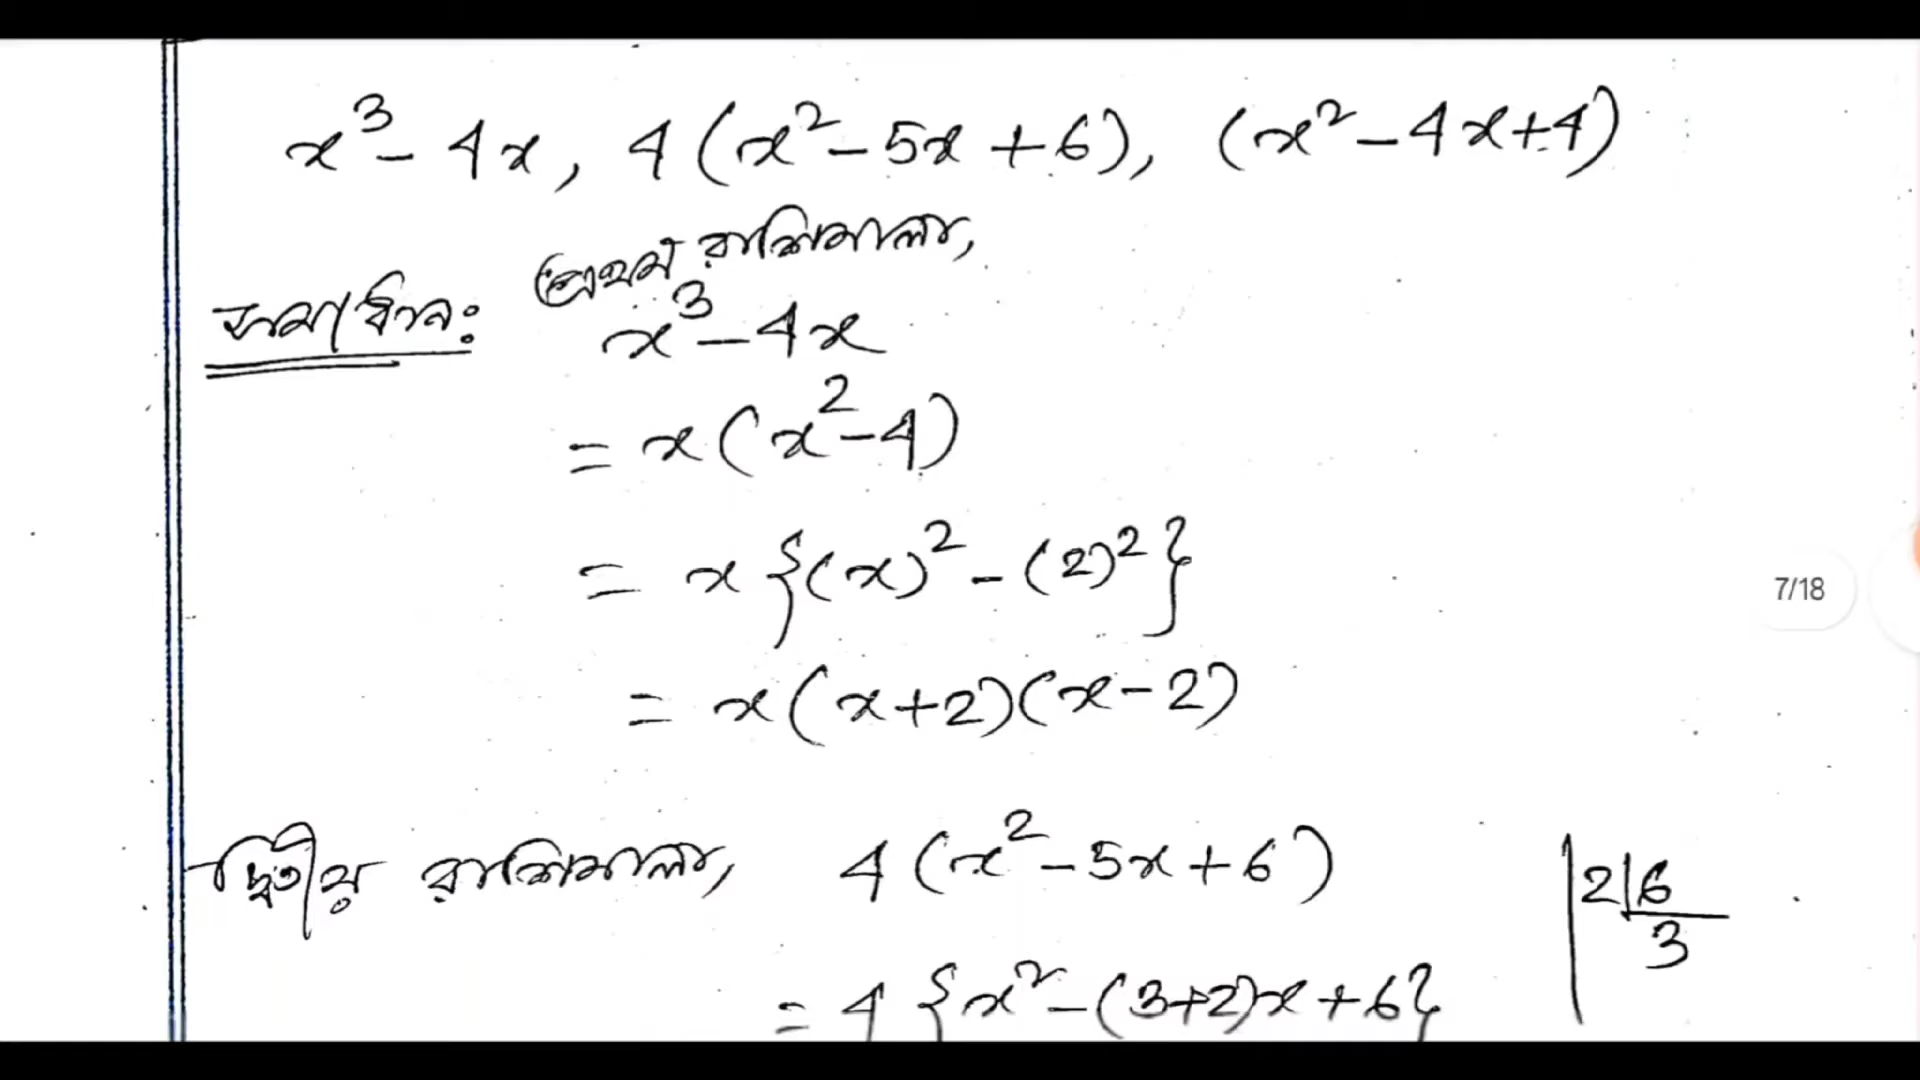 x³ - 4x, 4(x² - 5x + 6), (x² - 4x + 4)
সমাধান: প্রথম রাশিমালা,
x³ - 4x
= x(x² - 4)
= x{(x)² - (2)²}
= x(x+2)(x-2)
দ্বিতীয় রাশিমালা, 4(x² - 5x + 6)
2|6
3
= 4{x² - (3+2)x + 6}
7/18